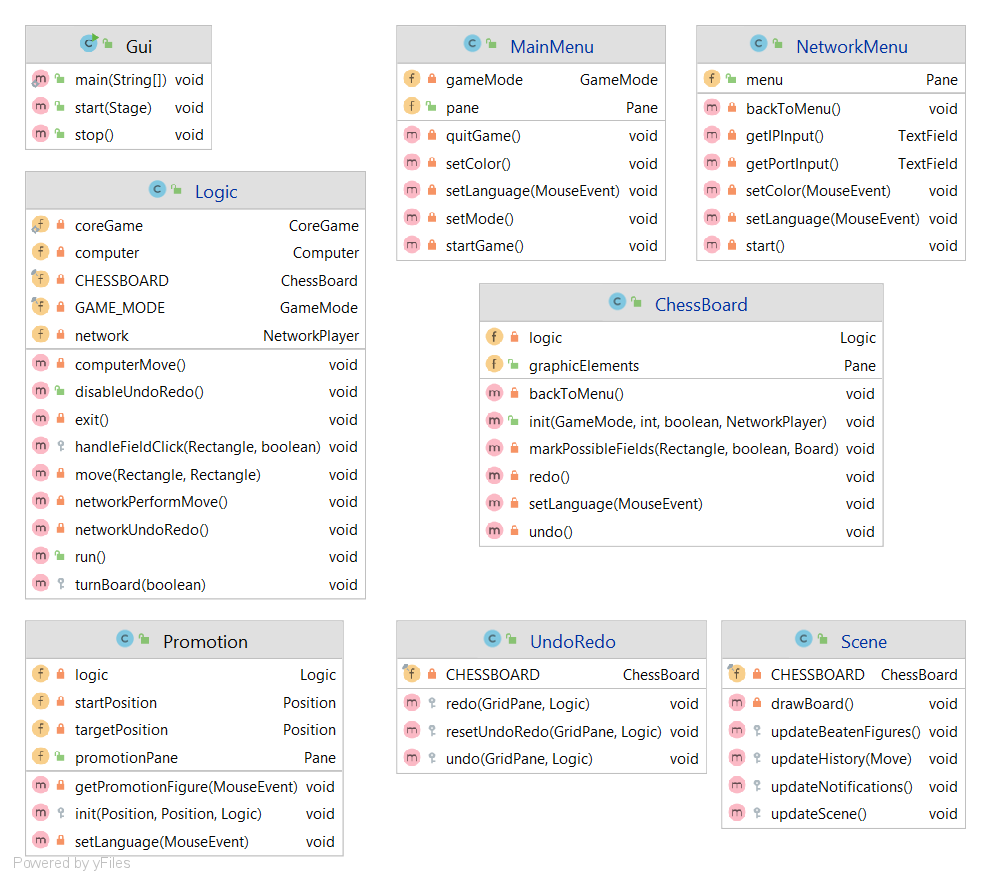 Gui
main(String[]) void
start(Stage) void
stop() void
MainMenu
gameMode GameMode
pane Pane
quitGame() void
setColor() void
setLanguage(MouseEvent) void
setMode() void
startGame() void
NetworkMenu
menu Pane
backToMenu() void
getIPInput() TextField
getPortInput() TextField
setColor(MouseEvent) void
setLanguage(MouseEvent) void
start() void
Logic
coreGame CoreGame
computer Computer
CHESSBOARD ChessBoard
GAME_MODE GameMode
network NetworkPlayer
computerMove() void
disableUndoRedo() void
exit() void
handleFieldClick(Rectangle, boolean) void
move(Rectangle, Rectangle) void
networkPerformMove() void
networkUndoRedo() void
run() void
turnBoard(boolean) void
ChessBoard
logic Logic
graphicElements Pane
backToMenu() void
init(GameMode, int, boolean, NetworkPlayer) void
markPossibleFields(Rectangle, boolean, Board) void
redo() void
setLanguage(MouseEvent) void
undo() void
Promotion
logic Logic
startPosition Position
targetPosition Position
promotionPane Pane
getPromotionFigure(MouseEvent) void
init(Position, Position, Logic) void
setLanguage(MouseEvent) void
UndoRedo
CHESSBOARD ChessBoard
redo(GridPane, Logic) void
resetUndoRedo(GridPane, Logic) void
undo(GridPane, Logic) void
Scene
CHESSBOARD ChessBoard
drawBoard() void
updateBeatenFigures() void
updateHistory(Move) void
updateNotifications() void
updateScene() void
Powered by yFiles